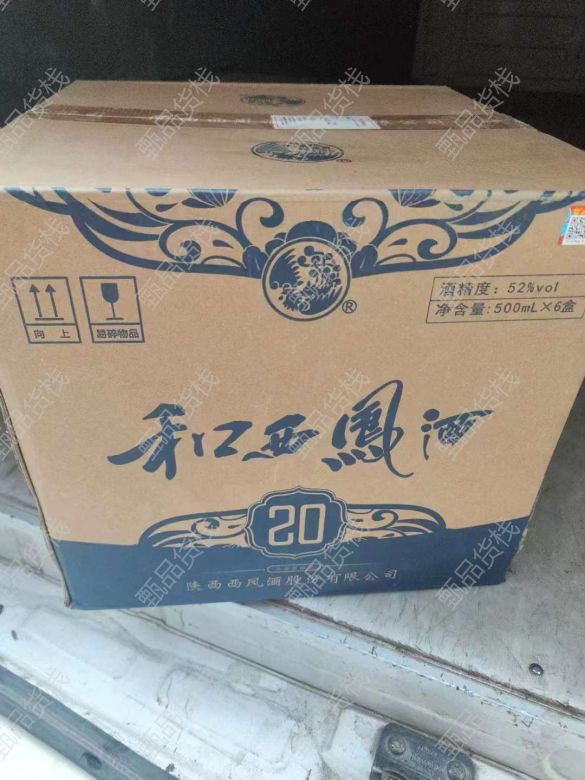 酒精度：52%vol
净含量：500mL×6盒
向 上
易碎物品
®
®
和西凤酒
20
陕西西凤酒股份有限公司
甄品货栈